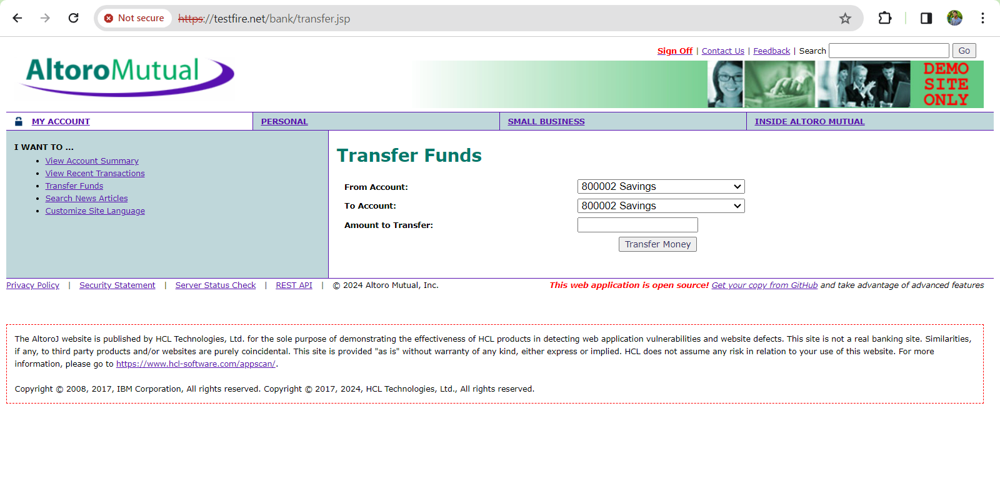 Not secure https://testfire.net/bank/transfer.jsp
Sign Off | Contact Us | Feedback | Search Go
AltoroMutual
DEMO
SITE
ONLY
MY ACCOUNT PERSONAL SMALL BUSINESS INSIDE ALTORO MUTUAL
I WANT TO ...
• View Account Summary
• View Recent Transactions
• Transfer Funds
• Search News Articles
• Customize Site Language
Transfer Funds
From Account: 800002 Savings
To Account: 800002 Savings
Amount to Transfer:
Transfer Money
Privacy Policy | Security Statement | Server Status Check | REST API | © 2024 Altoro Mutual, Inc. This web application is open source! Get your copy from GitHub and take advantage of advanced features
The AltoroJ website is published by HCL Technologies, Ltd. for the sole purpose of demonstrating the effectiveness of HCL products in detecting web application vulnerabilities and website defects. This site is not a real banking site. Similarities,
if any, to third party products and/or websites are purely coincidental. This site is provided "as is" without warranty of any kind, either express or implied. HCL does not assume any risk in relation to your use of this website. For more
information, please go to https://www.hcl-software.com/appscan/.
Copyright © 2008, 2017, IBM Corporation, All rights reserved. Copyright © 2017, 2024, HCL Technologies, Ltd., All rights reserved.